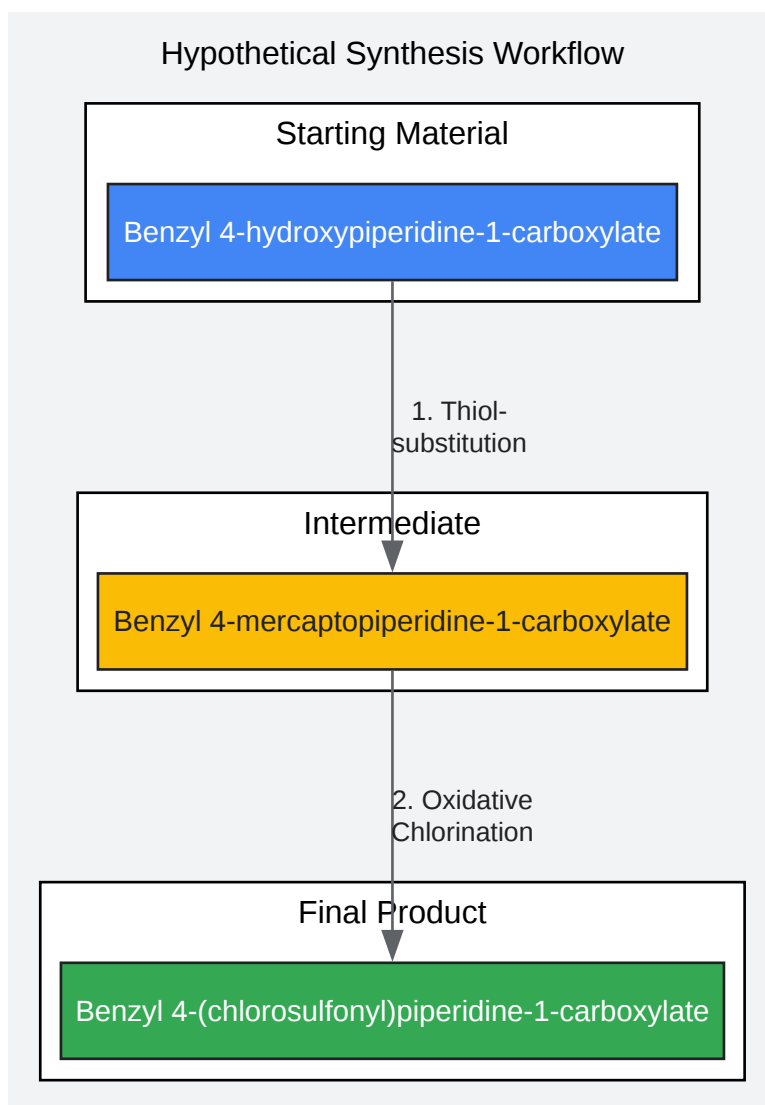 Hypothetical Synthesis Workflow
Starting Material
Benzyl 4-hydroxypiperidine-1-carboxylate
1. Thiol-
substitution
Intermediate
Benzyl 4-mercaptopiperidine-1-carboxylate
2. Oxidative
Chlorination
Final Product
Benzyl 4-(chlorosulfonyl)piperidine-1-carboxylate